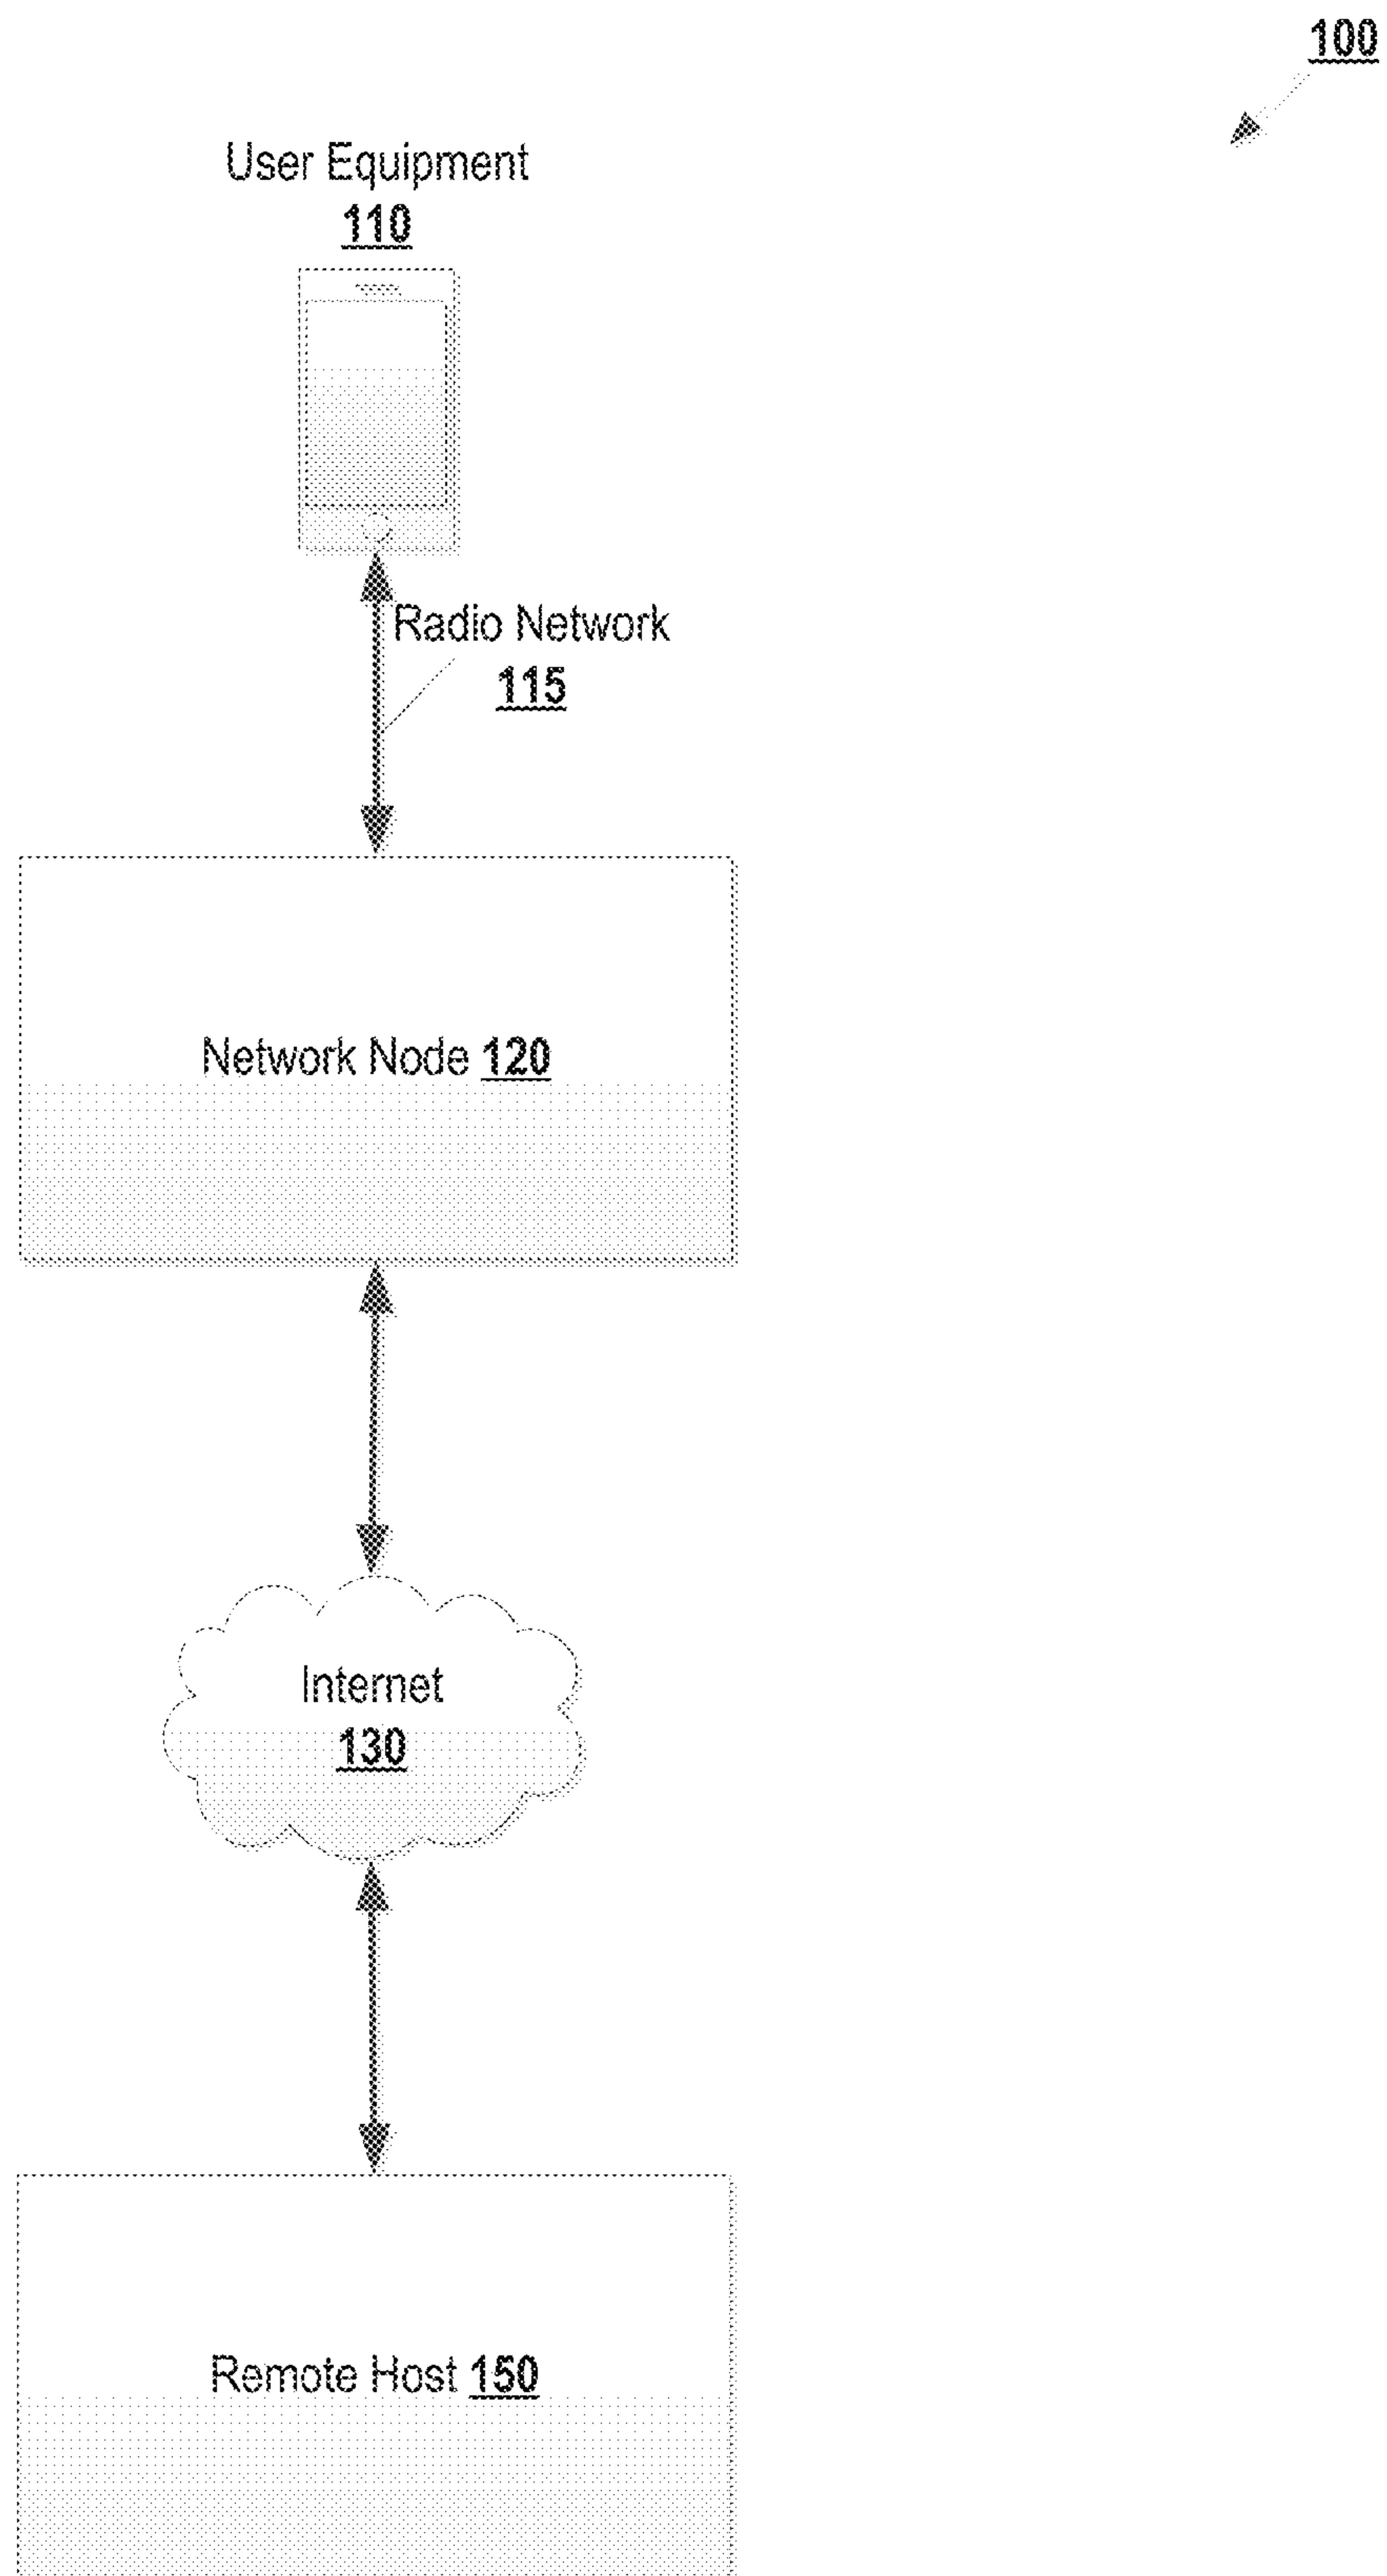 100
User Equipment
110
Radio Network
115
Network Node 120
Internet
130
Remote Host 150